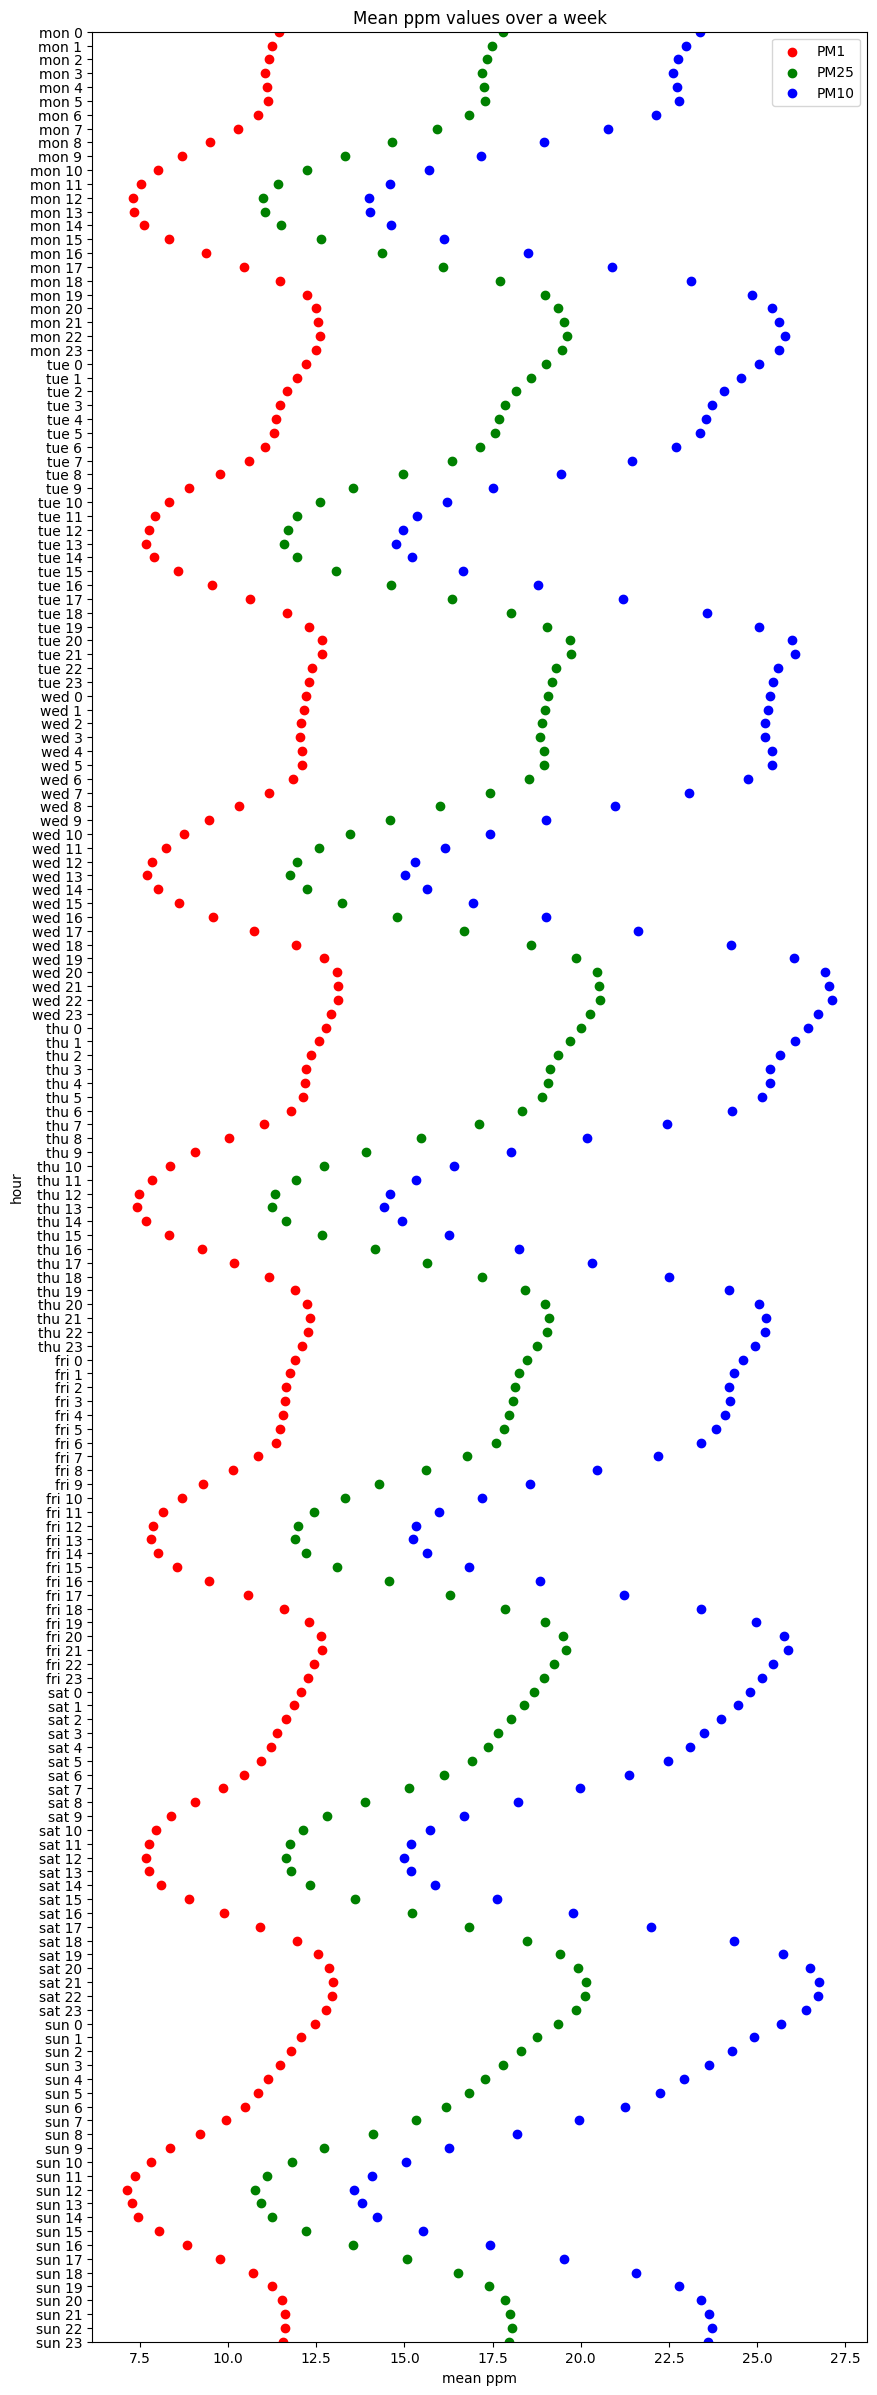 Mean ppm values over a week
PM1
PM25
PM10
mon 0
mon 1
mon 2
mon 3
mon 4
mon 5
mon 6
mon 7
mon 8
mon 9
mon 10
mon 11
mon 12
mon 13
mon 14
mon 15
mon 16
mon 17
mon 18
mon 19
mon 20
mon 21
mon 22
mon 23
tue 0
tue 1
tue 2
tue 3
tue 4
tue 5
tue 6
tue 7
tue 8
tue 9
tue 10
tue 11
tue 12
tue 13
tue 14
tue 15
tue 16
tue 17
tue 18
tue 19
tue 20
tue 21
tue 22
tue 23
wed 0
wed 1
wed 2
wed 3
wed 4
wed 5
wed 6
wed 7
wed 8
wed 9
wed 10
wed 11
wed 12
wed 13
wed 14
wed 15
wed 16
wed 17
wed 18
wed 19
wed 20
wed 21
wed 22
wed 23
thu 0
thu 1
thu 2
thu 3
thu 4
thu 5
thu 6
thu 7
thu 8
thu 9
thu 10
thu 11
thu 12
thu 13
thu 14
thu 15
thu 16
thu 17
thu 18
thu 19
thu 20
thu 21
thu 22
thu 23
fri 0
fri 1
fri 2
fri 3
fri 4
fri 5
fri 6
fri 7
fri 8
fri 9
fri 10
fri 11
fri 12
fri 13
fri 14
fri 15
fri 16
fri 17
fri 18
fri 19
fri 20
fri 21
fri 22
fri 23
sat 0
sat 1
sat 2
sat 3
sat 4
sat 5
sat 6
sat 7
sat 8
sat 9
sat 10
sat 11
sat 12
sat 13
sat 14
sat 15
sat 16
sat 17
sat 18
sat 19
sat 20
sat 21
sat 22
sat 23
sun 0
sun 1
sun 2
sun 3
sun 4
sun 5
sun 6
sun 7
sun 8
sun 9
sun 10
sun 11
sun 12
sun 13
sun 14
sun 15
sun 16
sun 17
sun 18
sun 19
sun 20
sun 21
sun 22
sun 23
hour
7.5
10.0
12.5
15.0
17.5
20.0
22.5
25.0
27.5
mean ppm